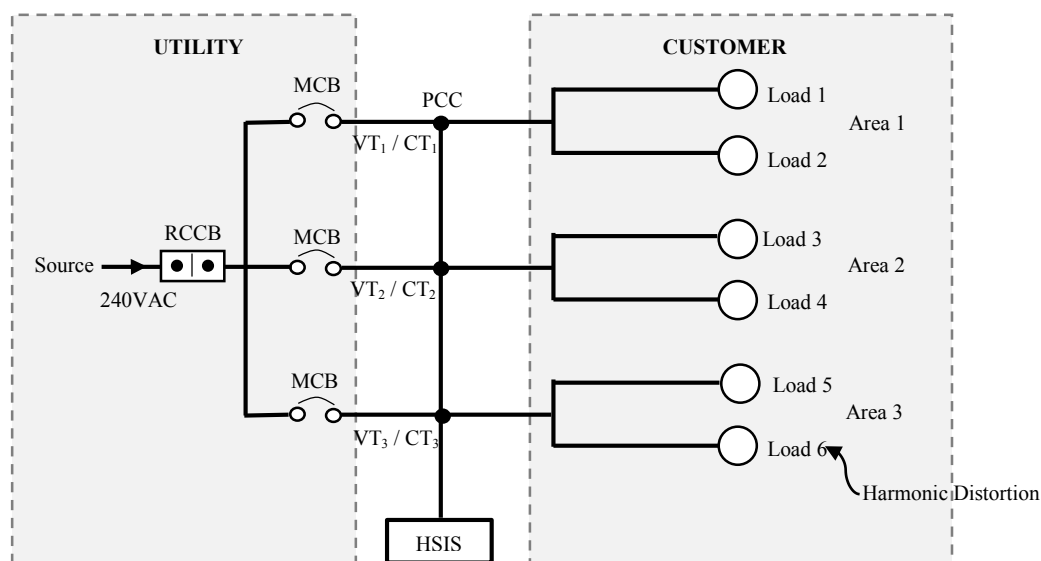 UTILITY
CUSTOMER
MCB
PCC
Load 1
Area 1
VT₁ / CT₁
Load 2
RCCB
MCB
Load 3
Source
Area 2
240VAC
VT₂ / CT₂
Load 4
MCB
Load 5
Area 3
VT₃ / CT₃
Load 6
Harmonic Distortion
HSIS